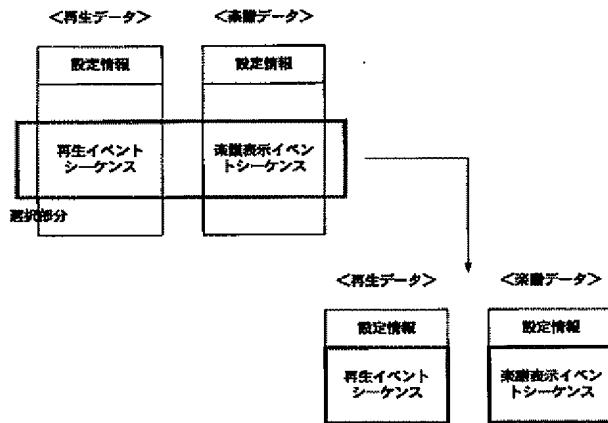 <再生データ> <楽譜データ>
設定情報 設定情報
再生イベント
シーケンス
楽譜表示イベン
トシーケンス
選択部分
<再生データ> <楽譜データ>
設定情報 設定情報
再生イベント
シーケンス
楽譜表示イベン
トシーケンス